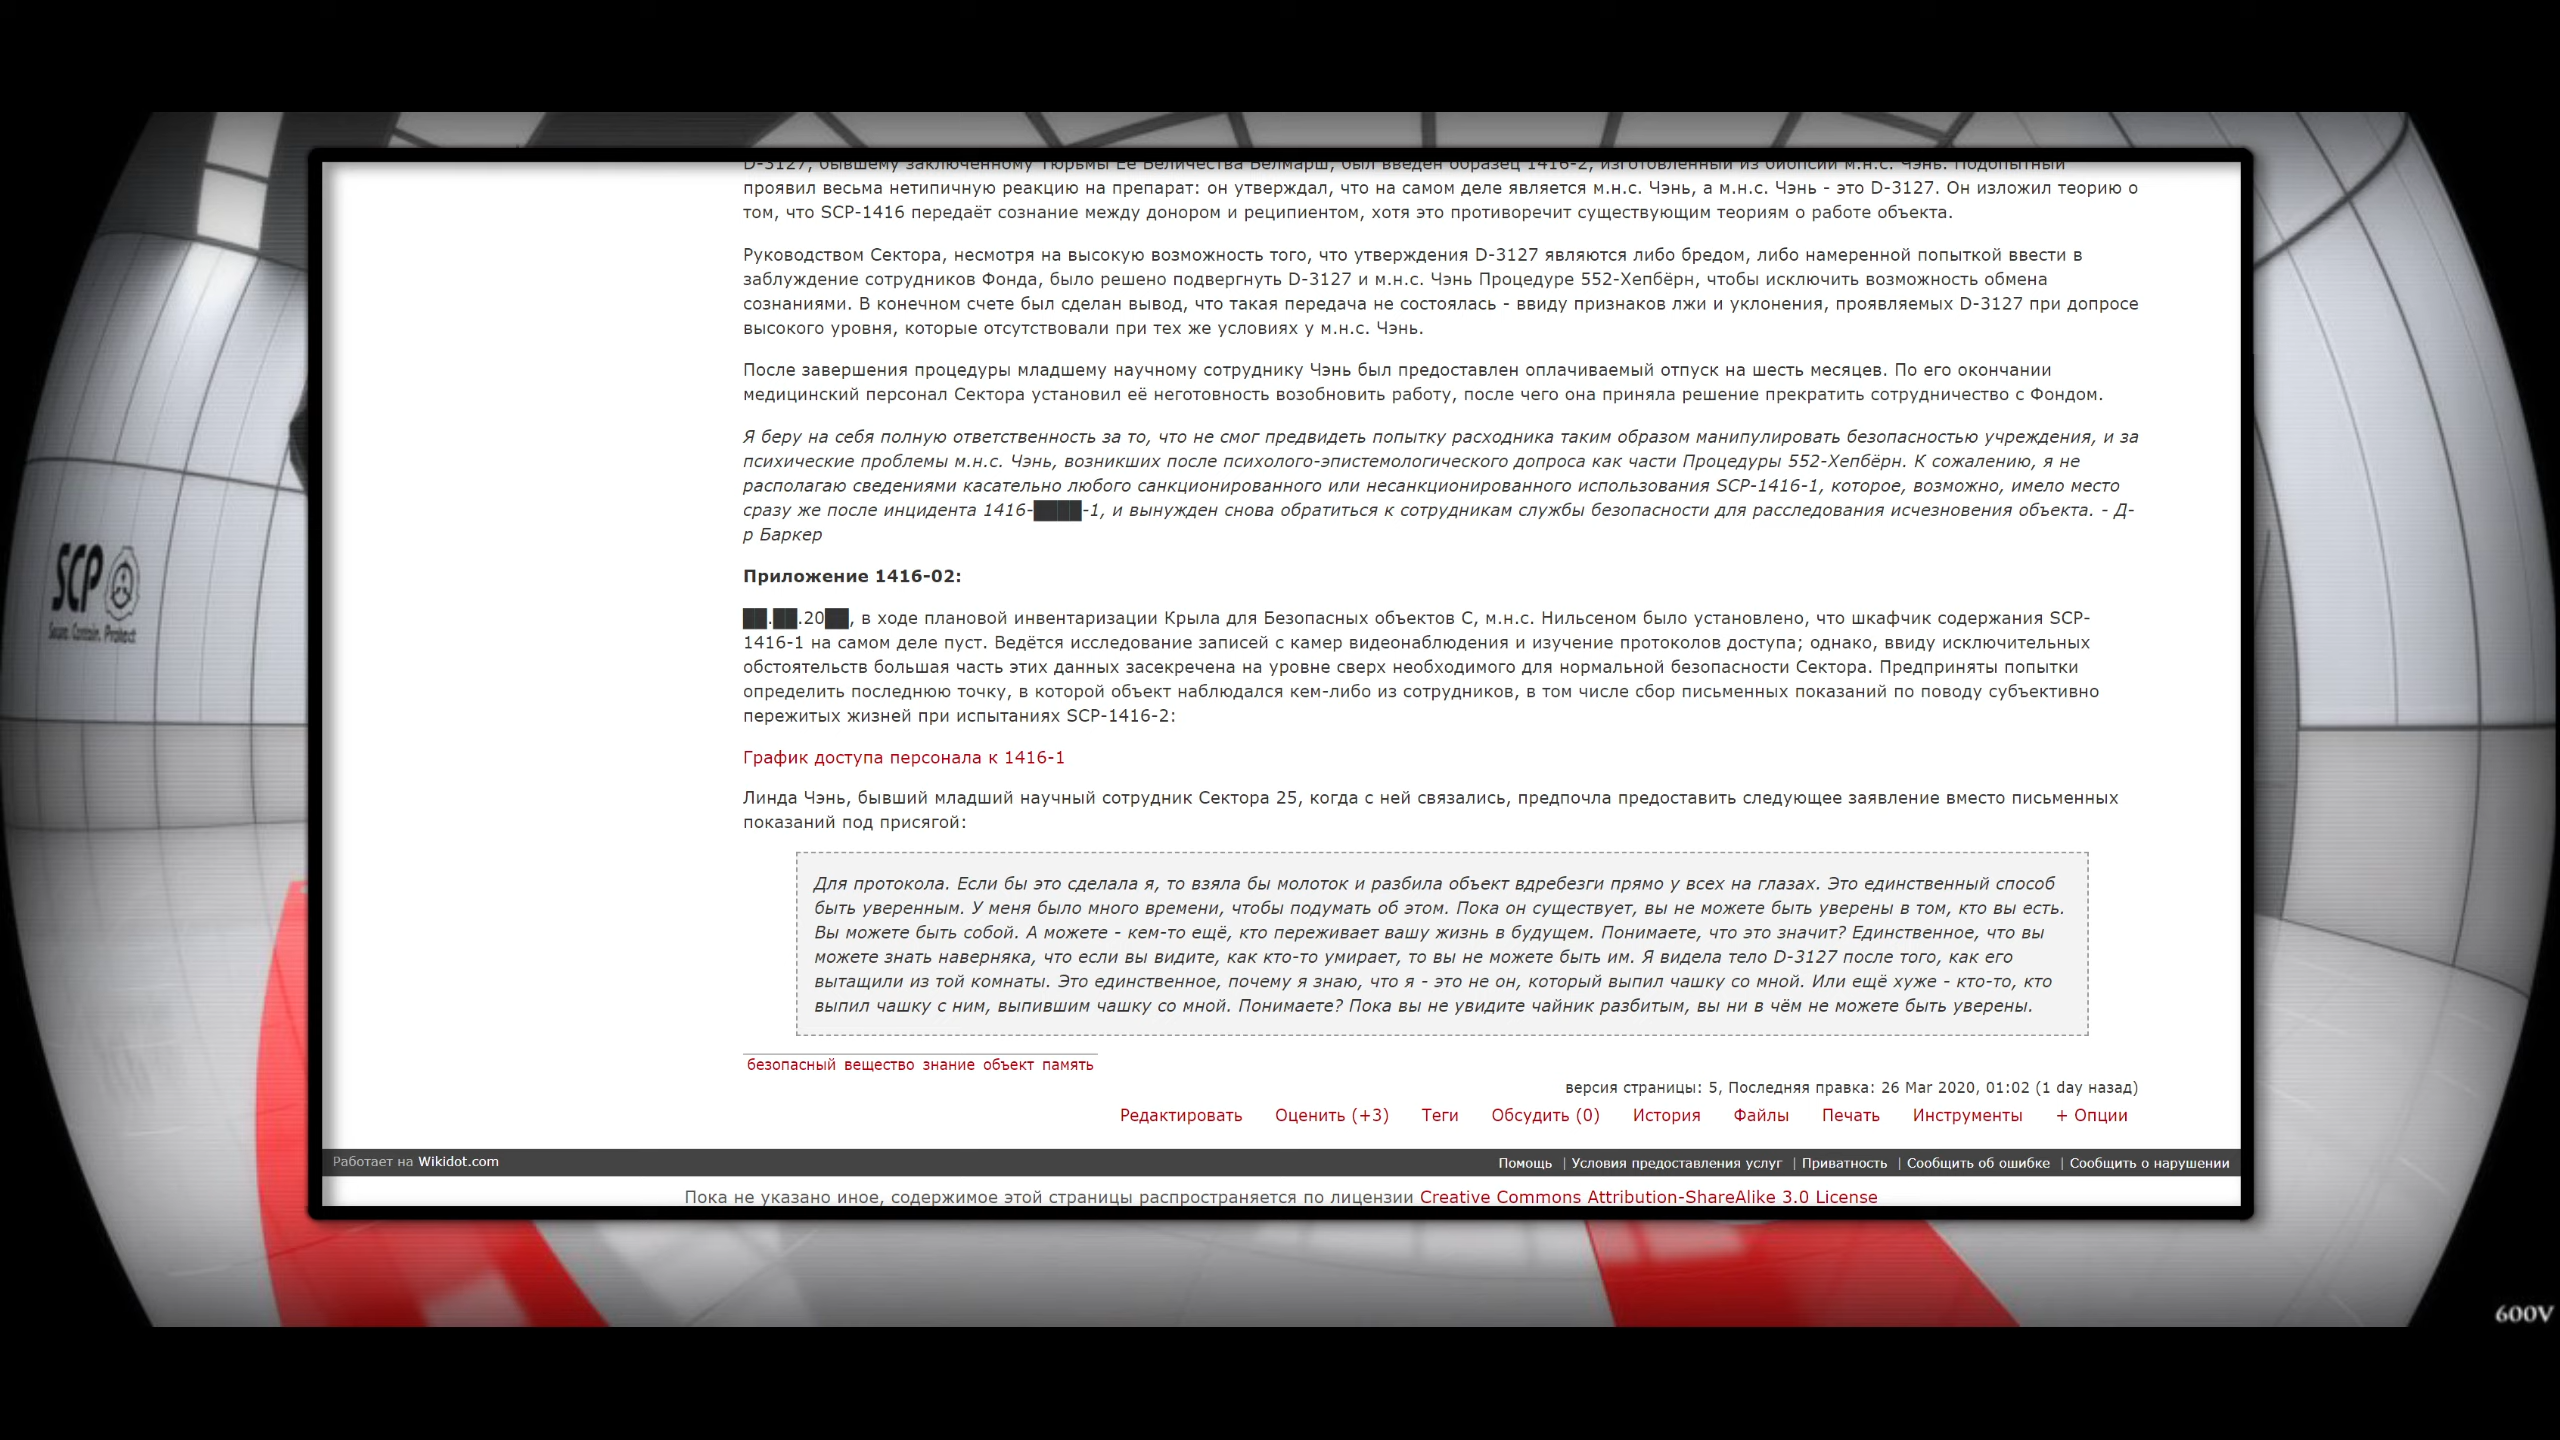 D-3127, бывшему заключённому Тюрьмы Её Величества Белмарш, был введён образец 1416-2, изготовленный из биопсии м.н.с. Чэнь. Подопытный
проявил весьма нетипичную реакцию на препарат: он утверждал, что на самом деле является м.н.с. Чэнь, а м.н.с. Чэнь - это D-3127. Он изложил теорию о
том, что SCP-1416 передаёт сознание между донором и реципиентом, хотя это противоречит существующим теориям о работе объекта.
Руководством Сектора, несмотря на высокую возможность того, что утверждения D-3127 являются либо бредом, либо намеренной попыткой ввести в
заблуждение сотрудников Фонда, было решено подвергнуть D-3127 и м.н.с. Чэнь Процедуре 552-Хепбёрн, чтобы исключить возможность обмена
сознаниями. В конечном счете был сделан вывод, что такая передача не состоялась - ввиду признаков лжи и уклонения, проявляемых D-3127 при допросе
высокого уровня, которые отсутствовали при тех же условиях у м.н.с. Чэнь.
После завершения процедуры младшему научному сотруднику Чэнь был предоставлен оплачиваемый отпуск на шесть месяцев. По его окончании
медицинский персонал Сектора установил её неготовность возобновить работу, после чего она приняла решение прекратить сотрудничество с Фондом.
Я беру на себя полную ответственность за то, что не смог предвидеть попытку расходника таким образом манипулировать безопасностью учреждения, и за
психические проблемы м.н.с. Чэнь, возникших после психолого-эпистемологического допроса как части Процедуры 552-Хепбёрн. К сожалению, я не
располагаю сведениями касательно любого санкционированного или несанкционированного использования SCP-1416-1, которое, возможно, имело место
сразу же после инцидента 1416-████-1, и вынужден снова обратиться к сотрудникам службы безопасности для расследования исчезновения объекта. - Д-
р Баркер
Приложение 1416-02:
██.██.20██, в ходе плановой инвентаризации Крыла для Безопасных объектов C, м.н.с. Нильсеном было установлено, что шкафчик содержания SCP-
1416-1 на самом деле пуст. Ведётся исследование записей с камер видеонаблюдения и изучение протоколов доступа; однако, ввиду исключительных
обстоятельств большая часть этих данных засекречена на уровне сверх необходимого для нормальной безопасности Сектора. Предприняты попытки
определить последнюю точку, в которой объект наблюдался кем-либо из сотрудников, в том числе сбор письменных показаний по поводу субъективно
пережитых жизней при испытаниях SCP-1416-2:
График доступа персонала к 1416-1
Линда Чэнь, бывший младший научный сотрудник Сектора 25, когда с ней связались, предпочла предоставить следующее заявление вместо письменных
показаний под присягой:
Для протокола. Если бы это сделала я, то взяла бы молоток и разбила объект вдребезги прямо у всех на глазах. Это единственный способ
быть уверенным. У меня было много времени, чтобы подумать об этом. Пока он существует, вы не можете быть уверены в том, кто вы есть.
Вы можете быть собой. А можете - кем-то ещё, кто переживает вашу жизнь в будущем. Понимаете, что это значит? Единственное, что вы
можете знать наверняка, что если вы видите, как кто-то умирает, то вы не можете быть им. Я видела тело D-3127 после того, как его
вытащили из той комнаты. Это единственное, почему я знаю, что я - это не он, который выпил чашку со мной. Или ещё хуже - кто-то, кто
выпил чашку с ним, выпившим чашку со мной. Понимаете? Пока вы не увидите чайник разбитым, вы ни в чём не можете быть уверены.
безопасный вещество знание объект память
версия страницы: 5, Последняя правка: 26 Mar 2020, 01:02 (1 day назад)
Редактировать Оценить (+3) Теги Обсудить (0) История Файлы Печать Инструменты + Опции
Работает на Wikidot.com
Помощь | Условия предоставления услуг | Приватность | Сообщить об ошибке | Сообщить о нарушении
Пока не указано иное, содержимое этой страницы распространяется по лицензии Creative Commons Attribution-ShareAlike 3.0 License
SCP
Secure. Contain. Protect
600V